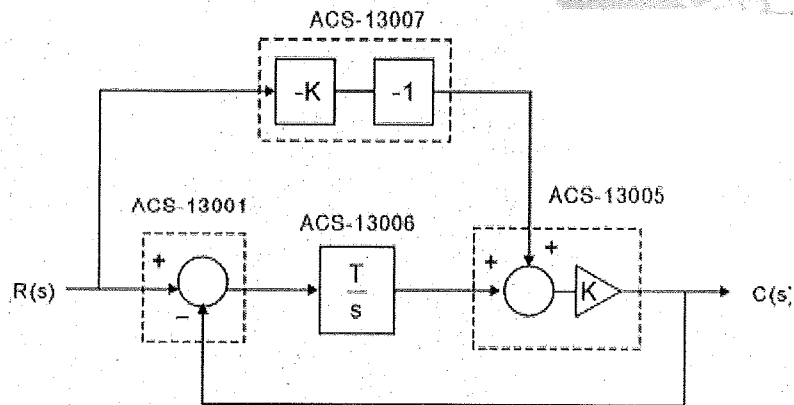 ACS-13007
-K
-1
ACS-13001
ACS-13006
ACS-13005
+
+
+
R(s)
T
s
K
C(s)
−